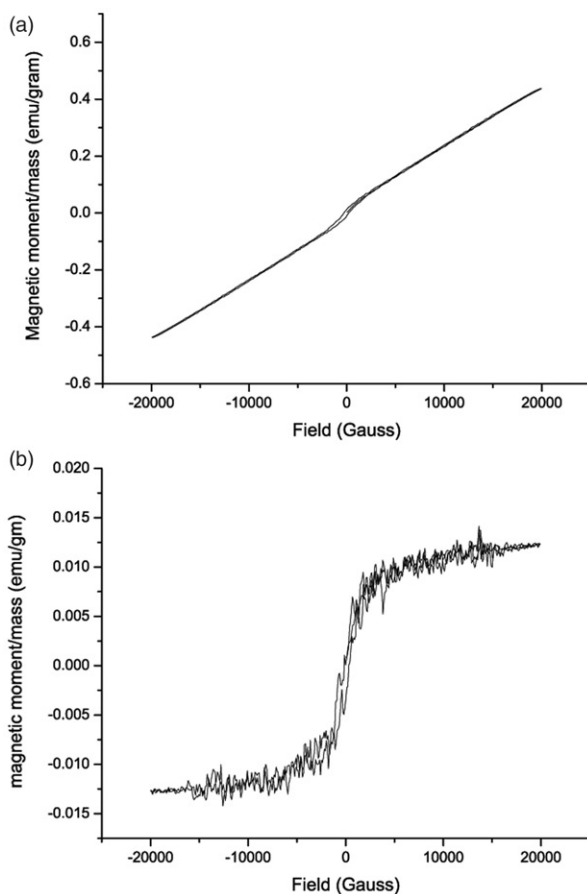 (a)
Magnetic moment/mass (emu/gram)
0.6
0.4
0.2
0.0
-0.2
-0.4
-0.6
-20000 -10000 0 10000 20000
Field (Gauss)
(b)
magnetic moment/mass (emu/gm)
0.020
0.015
0.010
0.005
0.000
-0.005
-0.010
-0.015
-20000 -10000 0 10000 20000
Field (Gauss)